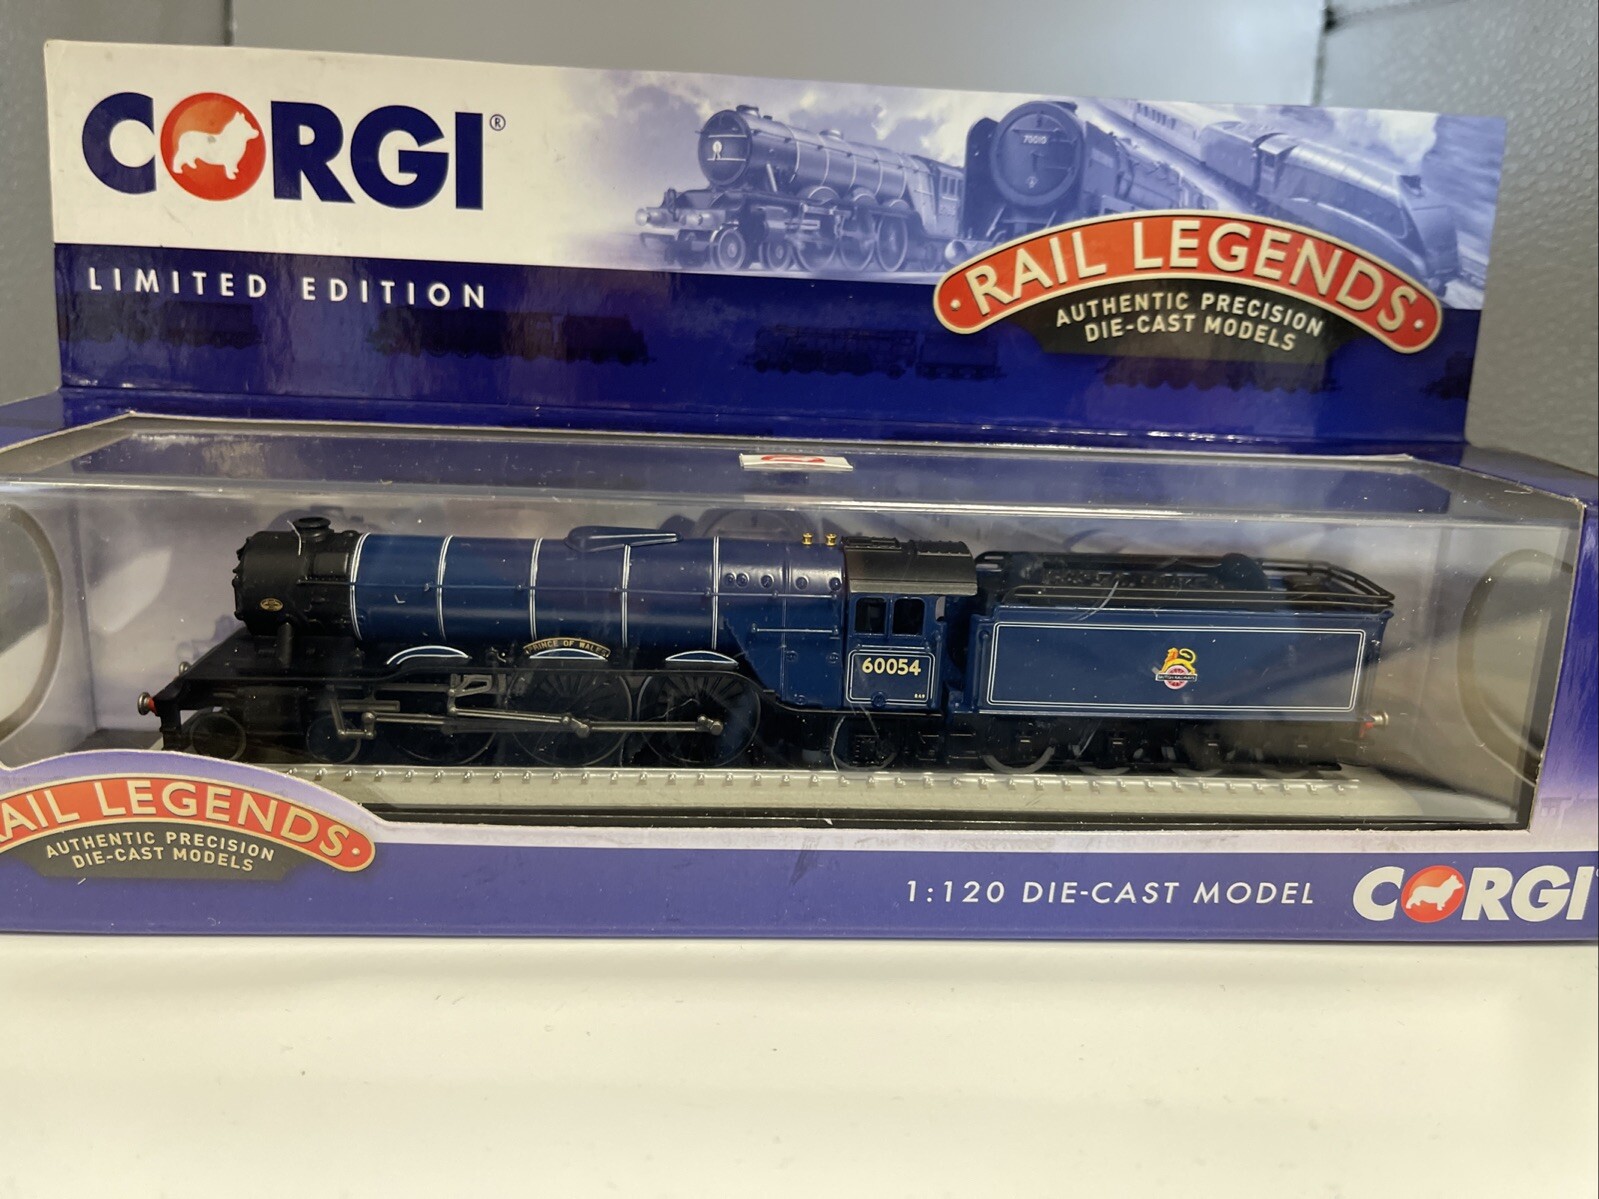 CORGI®
LIMITED EDITION
70010
RAIL LEGENDS
AUTHENTIC PRECISION
DIE-CAST MODELS
PRINCE OF WALES
60054
RAIL LEGENDS
AUTHENTIC PRECISION
DIE-CAST MODELS
1:120 DIE-CAST MODEL
CORGI